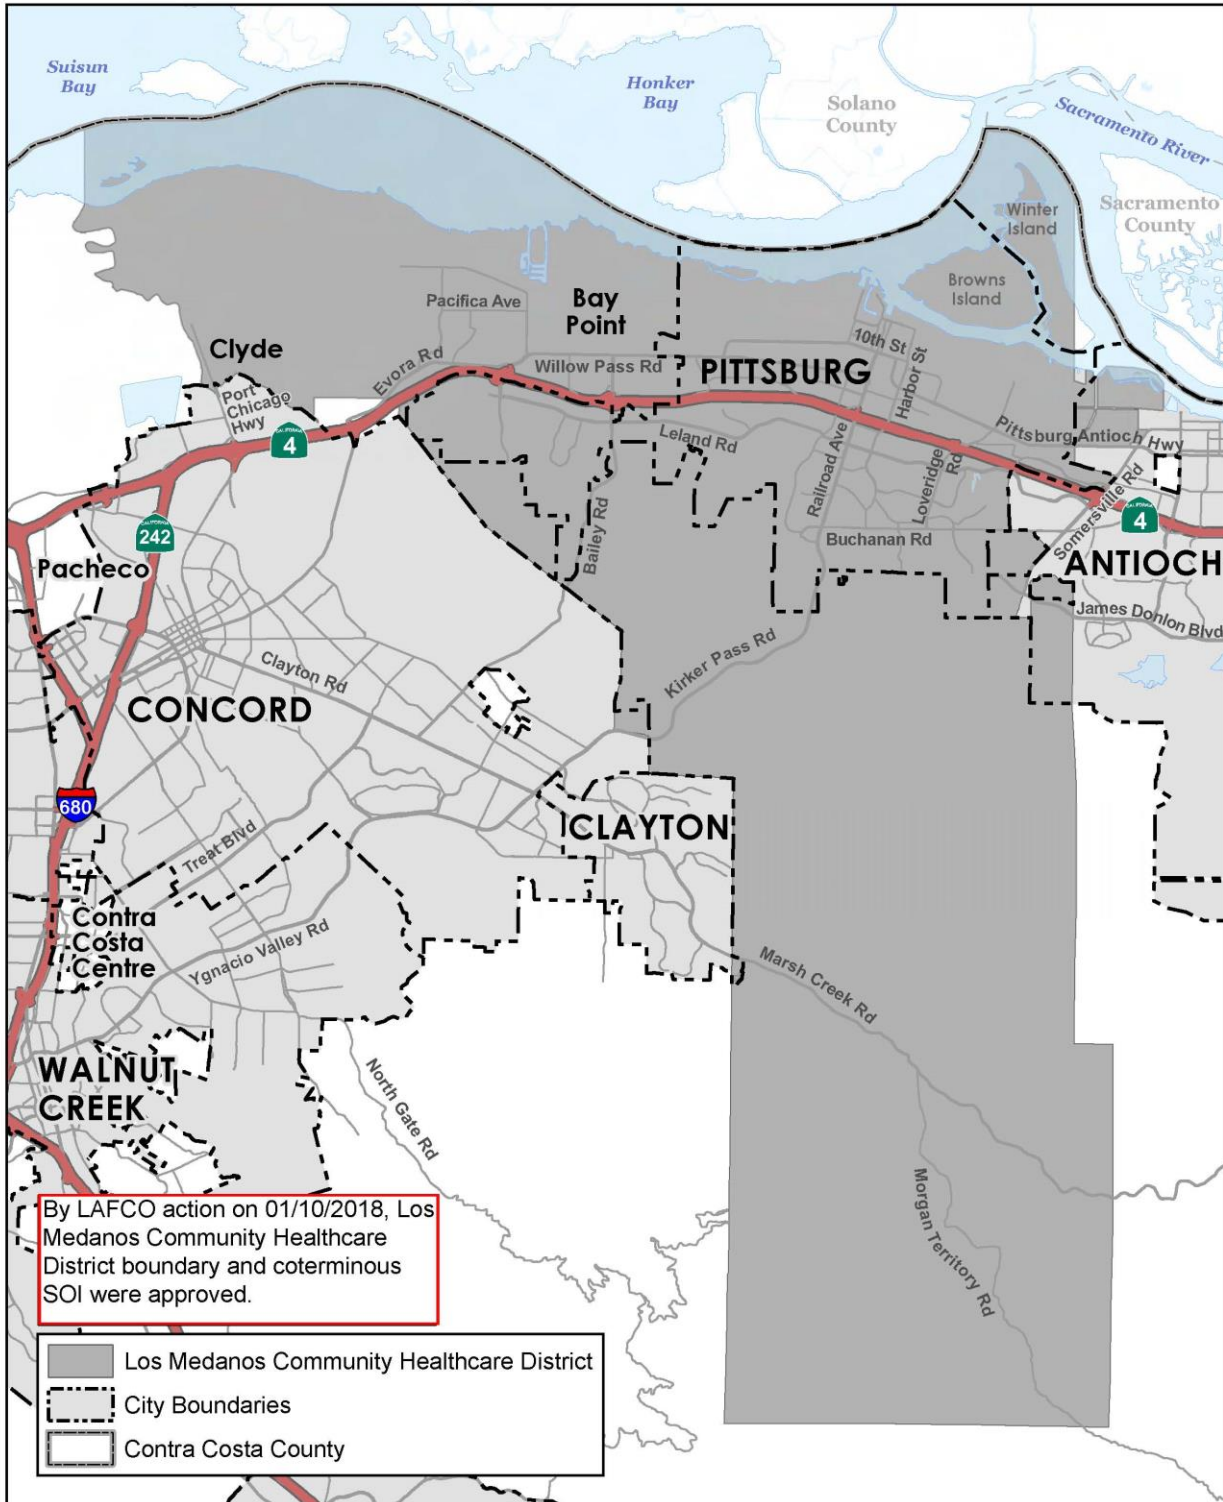 Suisun
Bay
Honker
Bay
Solano
County
Sacramento River
Sacramento
County
Winter
Island
Browns
Island
Pacifica Ave
Bay
Point
10th St
Harbor St
Clyde
Evora Rd
Willow Pass Rd
PITTSBURG
Port
Chicago
Hwy
CALIFORNIA
4
Leland Rd
Railroad Ave
Loveridge
Rd
Pittsburg Antioch Hwy
Somersville Rd
CALIFORNIA
4
CALIFORNIA
242
Bailey Rd
Buchanan Rd
ANTIOCH
Pacheco
James Donlon Blvd
Kirker Pass Rd
Clayton Rd
CONCORD
680
CLAYTON
Treat Blvd
Contra
Costa
Centre
Ygnacio Valley Rd
Marsh Creek Rd
WALNUT
CREEK
North Gate Rd
Morgan Territory Rd
By LAFCO action on 01/10/2018, Los
Medanos Community Healthcare
District boundary and coterminous
SOI were approved.
Los Medanos Community Healthcare District
City Boundaries
Contra Costa County